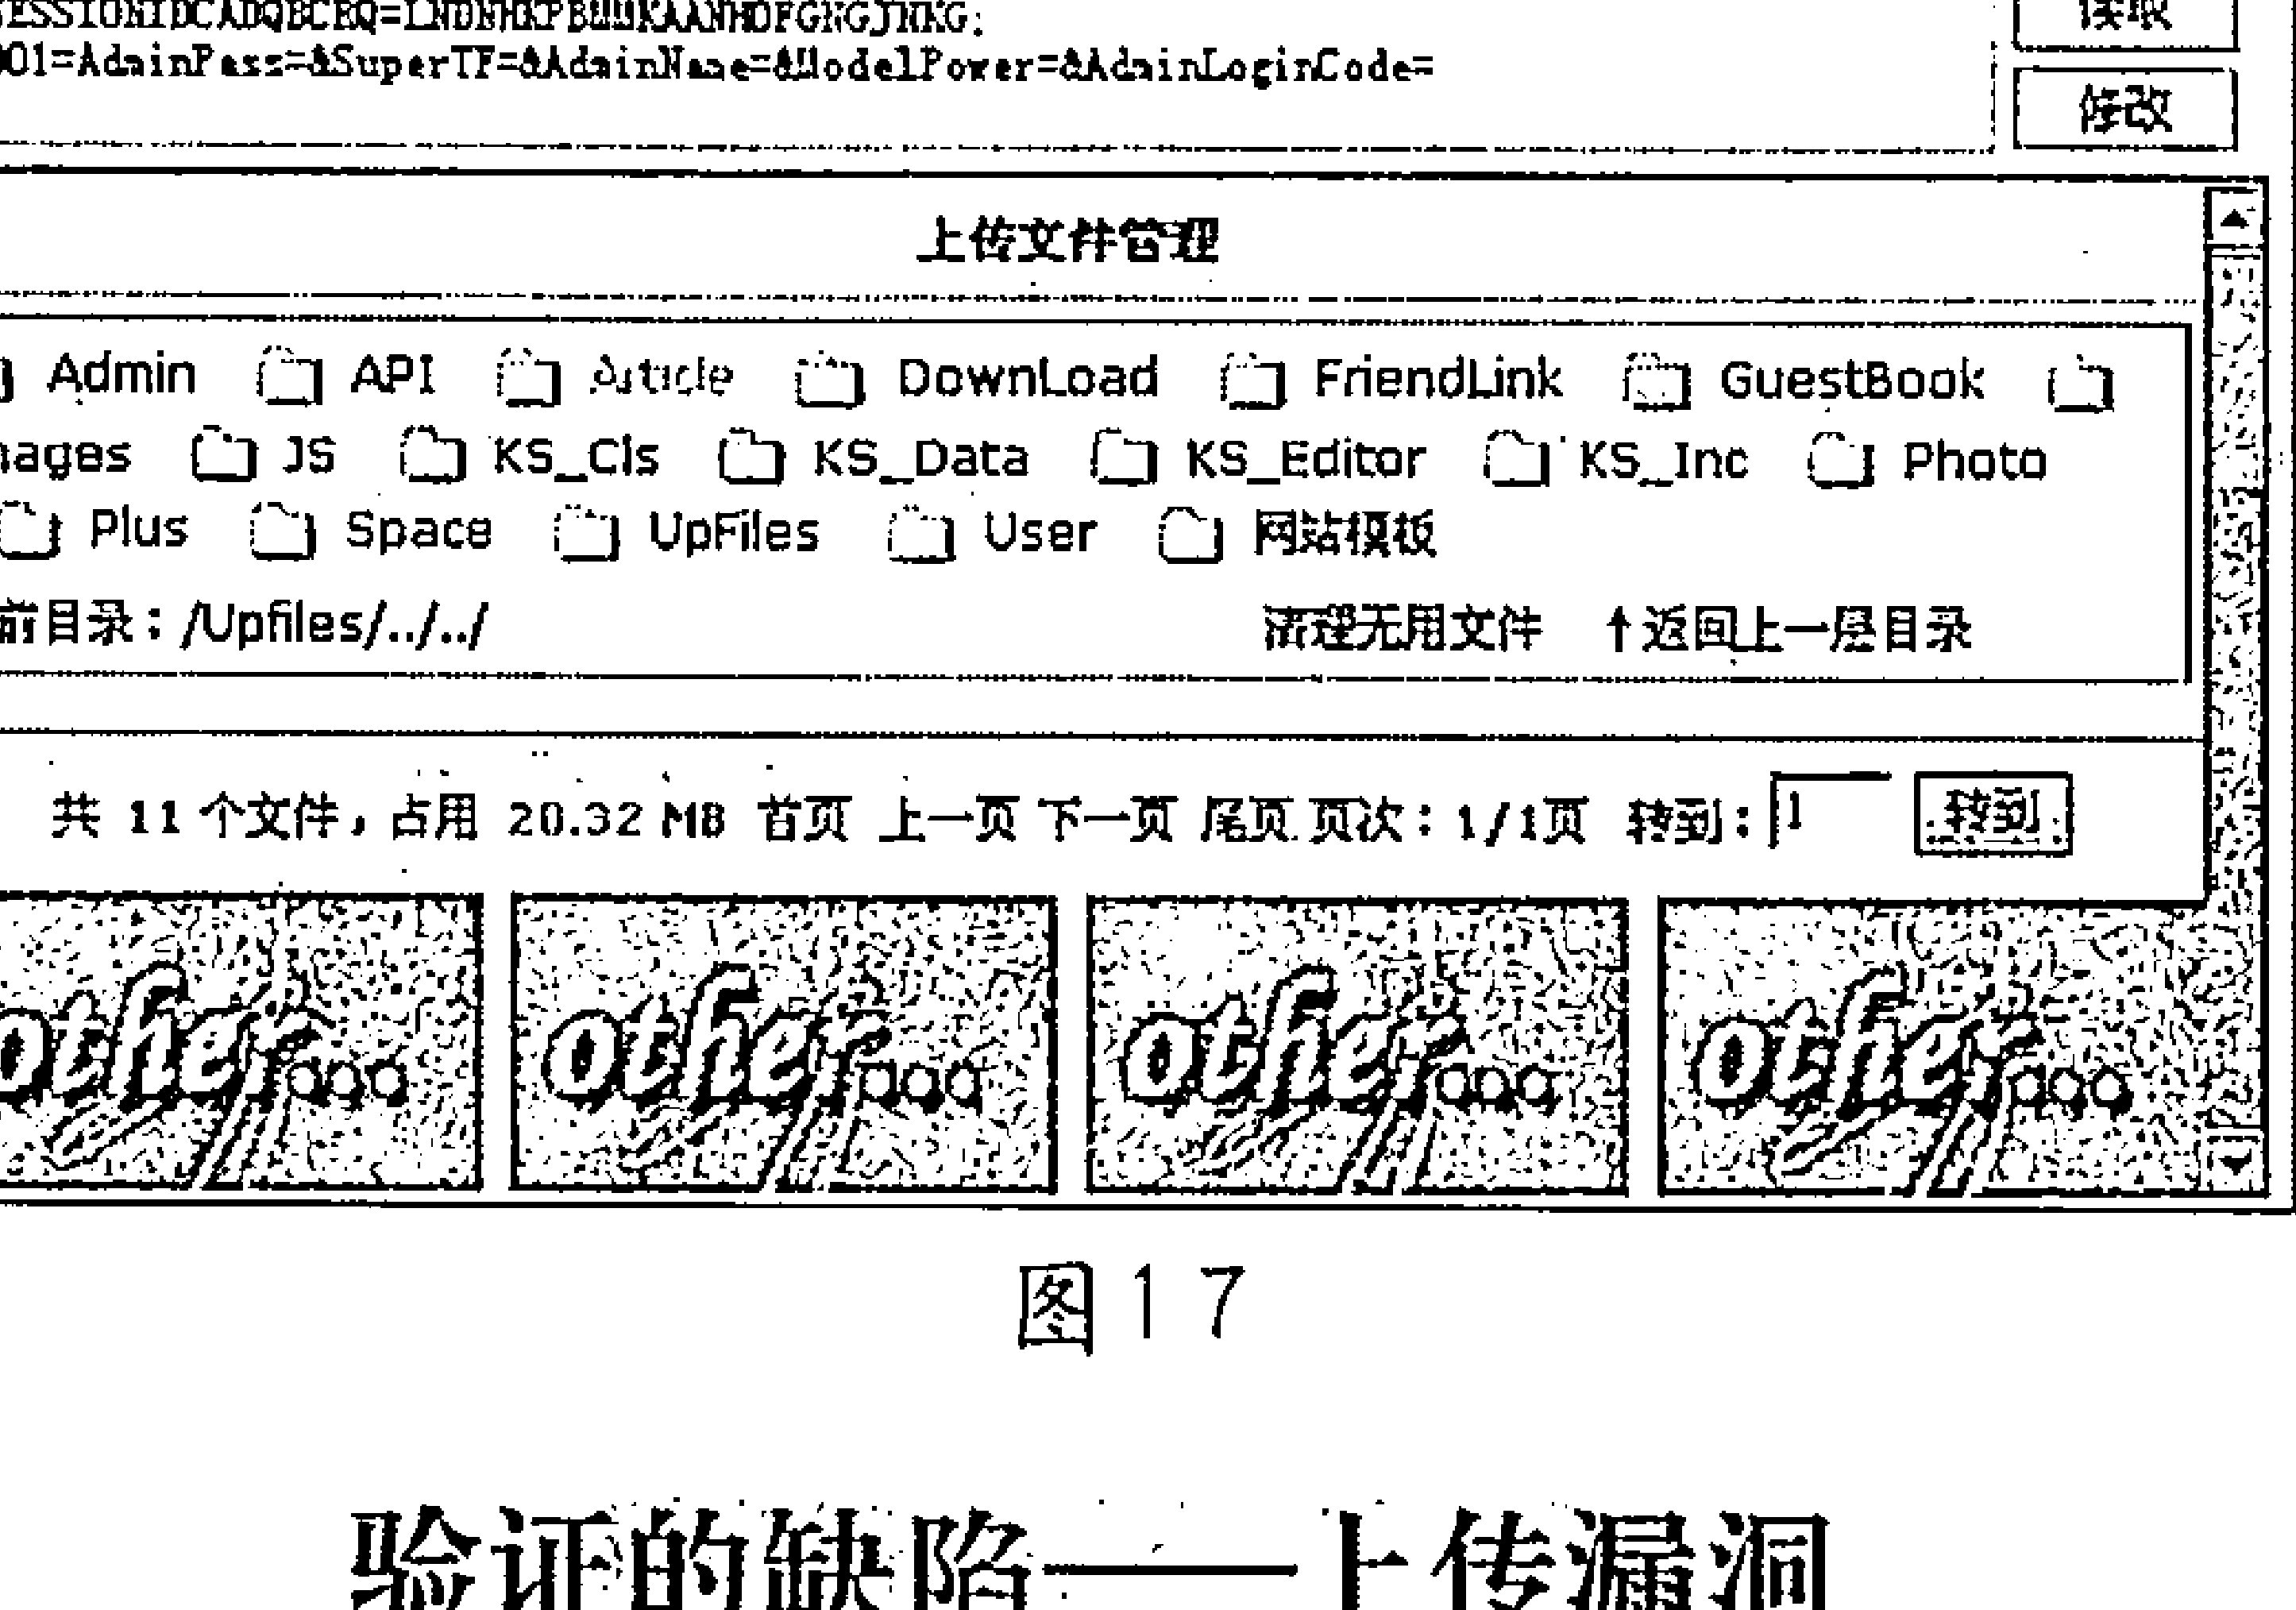 读取
001=AdminPass=&SuperTF=&AdminName=&ModelPower=&AdminLoginCode=
修改
上传文件管理
Admin API Article DownLoad FriendLink GuestBook
mages JS KS_Cls KS_Data KS_Editor KS_Inc Photo
Plus Space UpFiles User 网站模板
前目录：/Upfiles/../../ 清理无用文件 ↑返回上一层目录
共 11 个文件，占用 20.32 MB 首页 上一页 下一页 尾页 页次：1/1页 转到：1 转到
other... other... other... other...
图17
验证的缺陷——上传漏洞